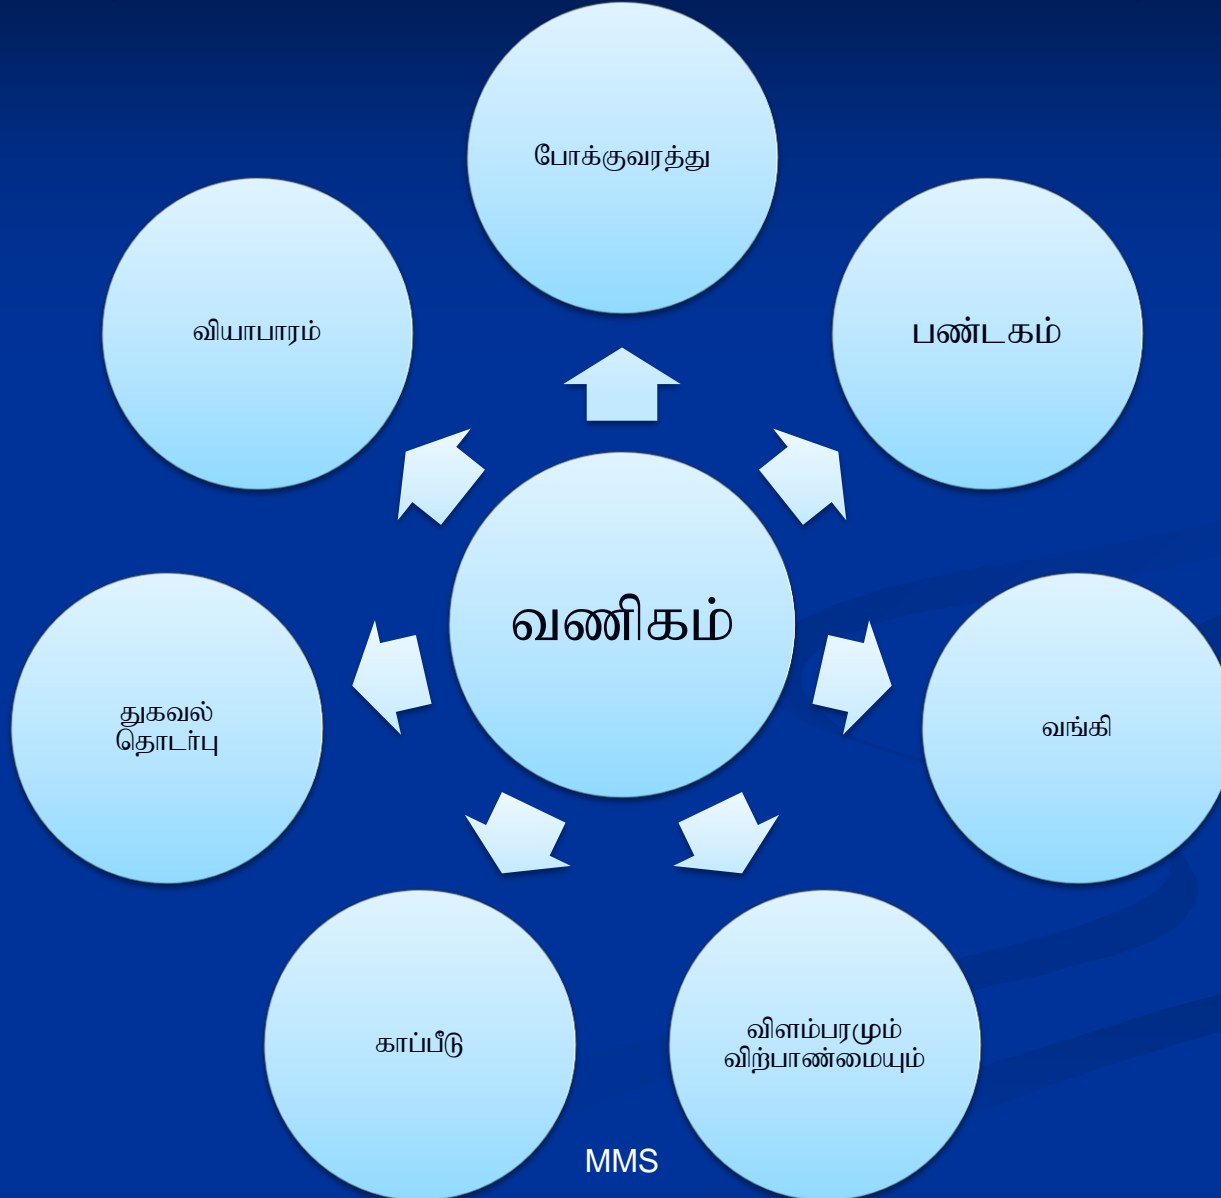 போக்குவரத்து
வியாபாரம்
பண்டகம்
வணிகம்
துகவல்
தொடர்பு
வங்கி
காப்பீடு
விளம்பரமும்
விற்பாண்மையும்
MMS